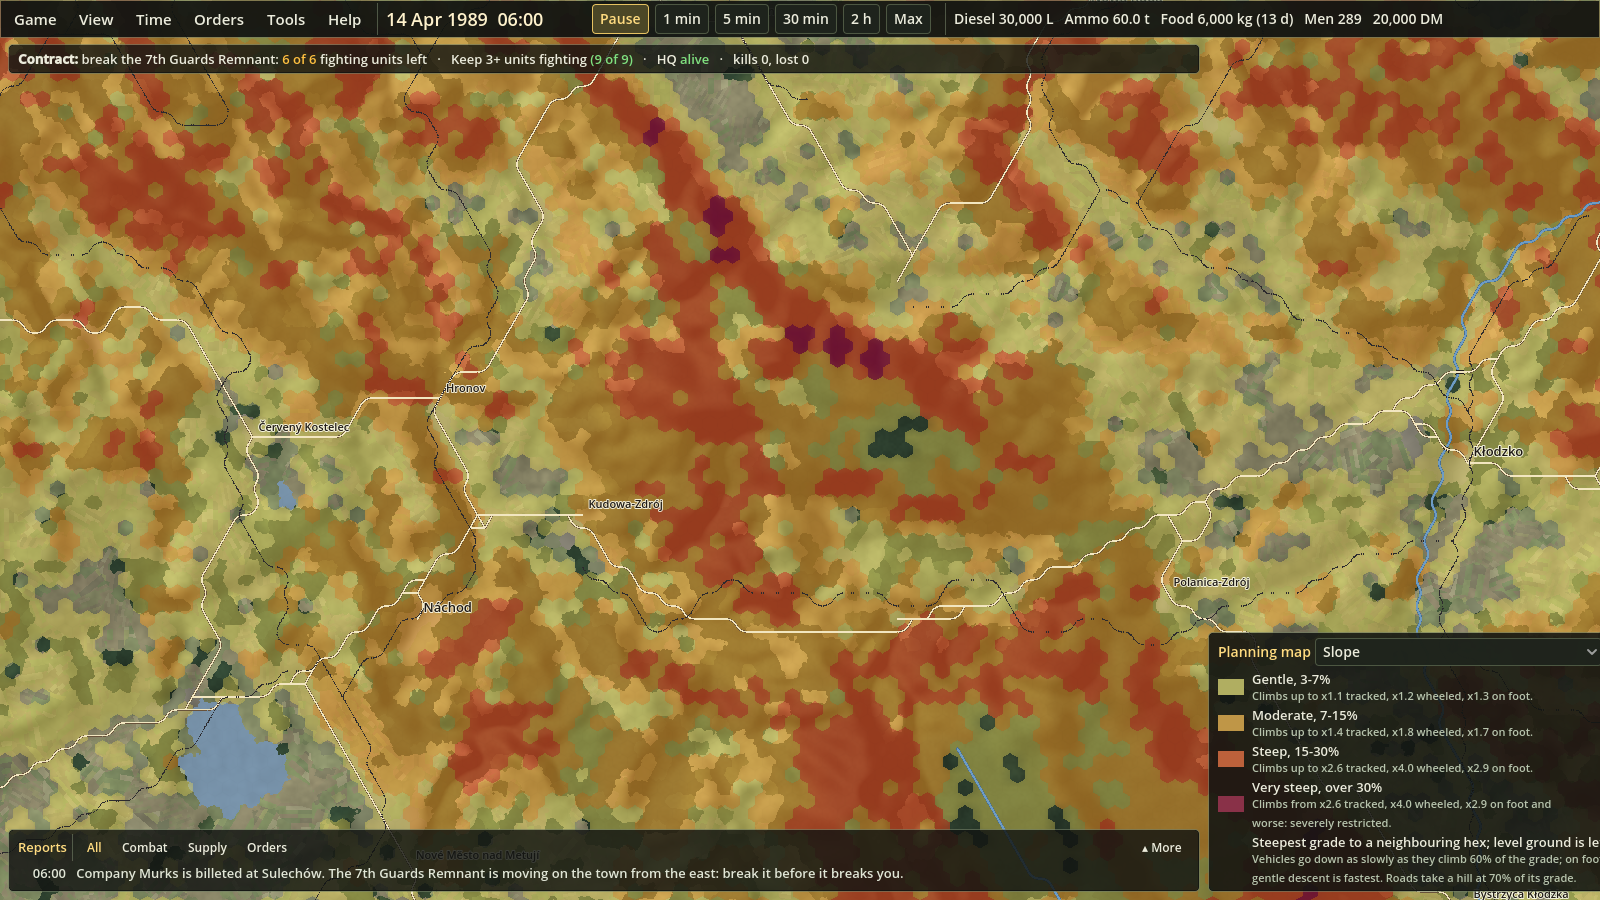 Game View Time Orders Tools Help 14 Apr 1989 06:00 Pause 1 min 5 min 30 min 2 h Max Diesel 30,000 L Ammo 60.0 t Food 6,000 kg (13 d) Men 289 20,000 DM
Contract: break the 7th Guards Remnant: 6 of 6 fighting units left · Keep 3+ units fighting (9 of 9) · HQ alive · kills 0, lost 0
Hronov
Červený Kostelec
Kłodzko
Kudowa-Zdrój
Polanica-Zdrój
Náchod
Planning map Slope
Gentle, 3-7%
Climbs up to x1.1 tracked, x1.2 wheeled, x1.3 on foot.
Moderate, 7-15%
Climbs up to x1.4 tracked, x1.8 wheeled, x1.7 on foot.
Steep, 15-30%
Climbs up to x2.6 tracked, x4.0 wheeled, x2.9 on foot.
Very steep, over 30%
Climbs from x2.6 tracked, x4.0 wheeled, x2.9 on foot and
worse: severely restricted.
Steepest grade to a neighbouring hex; level ground is le
Vehicles go down as slowly as they climb 60% of the grade; on foo
gentle descent is fastest. Roads take a hill at 70% of its grade.
Bystrzyca Kłodzka
Reports All Combat Supply Orders ▴ More
Nové Město nad Metují
06:00 Company Murks is billeted at Sulechów. The 7th Guards Remnant is moving on the town from the east: break it before it breaks you.